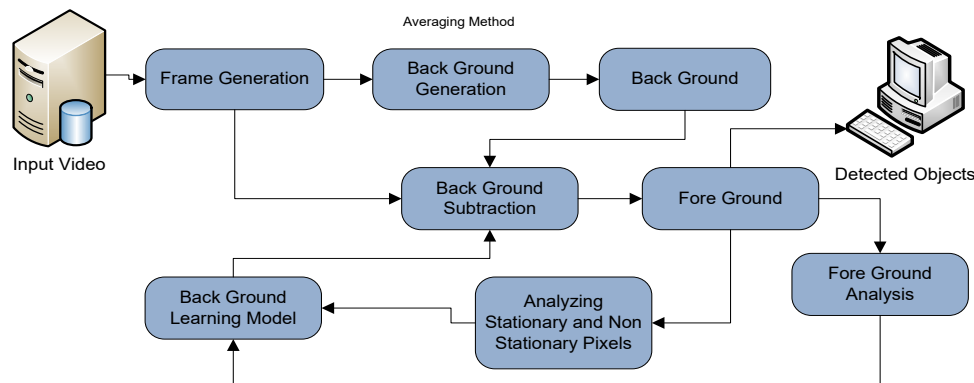 Averaging Method
Frame Generation
Back Ground
Generation
Back Ground
Input Video
Detected Objects
Back Ground
Subtraction
Fore Ground
Back Ground
Learning Model
Analyzing
Stationary and Non
Stationary Pixels
Fore Ground
Analysis